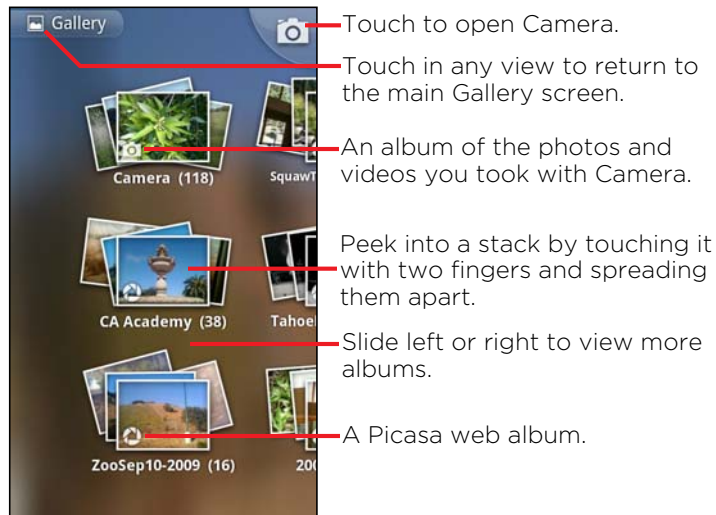 Gallery
Touch to open Camera.
Touch in any view to return to
the main Gallery screen.
An album of the photos and
videos you took with Camera.
Camera (118)
SquawT
Peek into a stack by touching it
with two fingers and spreading
them apart.
CA Academy (38)
Tahoe
Slide left or right to view more
albums.
A Picasa web album.
ZooSep10-2009 (16)
200